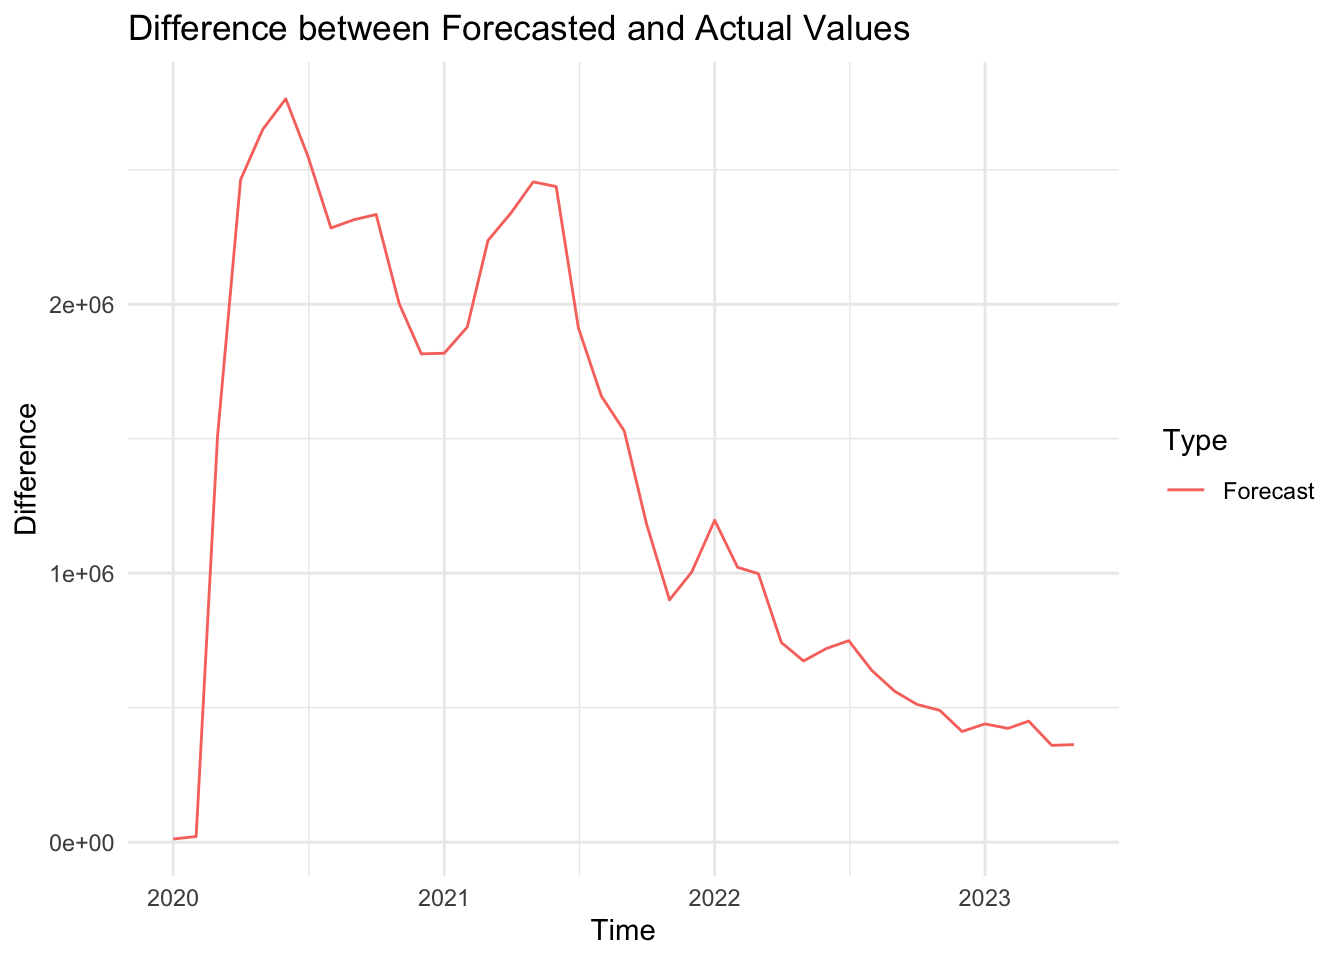 Difference between Forecasted and Actual Values
Difference
2e+06
1e+06
0e+00
2020
2021
2022
2023
Time
Type
Forecast